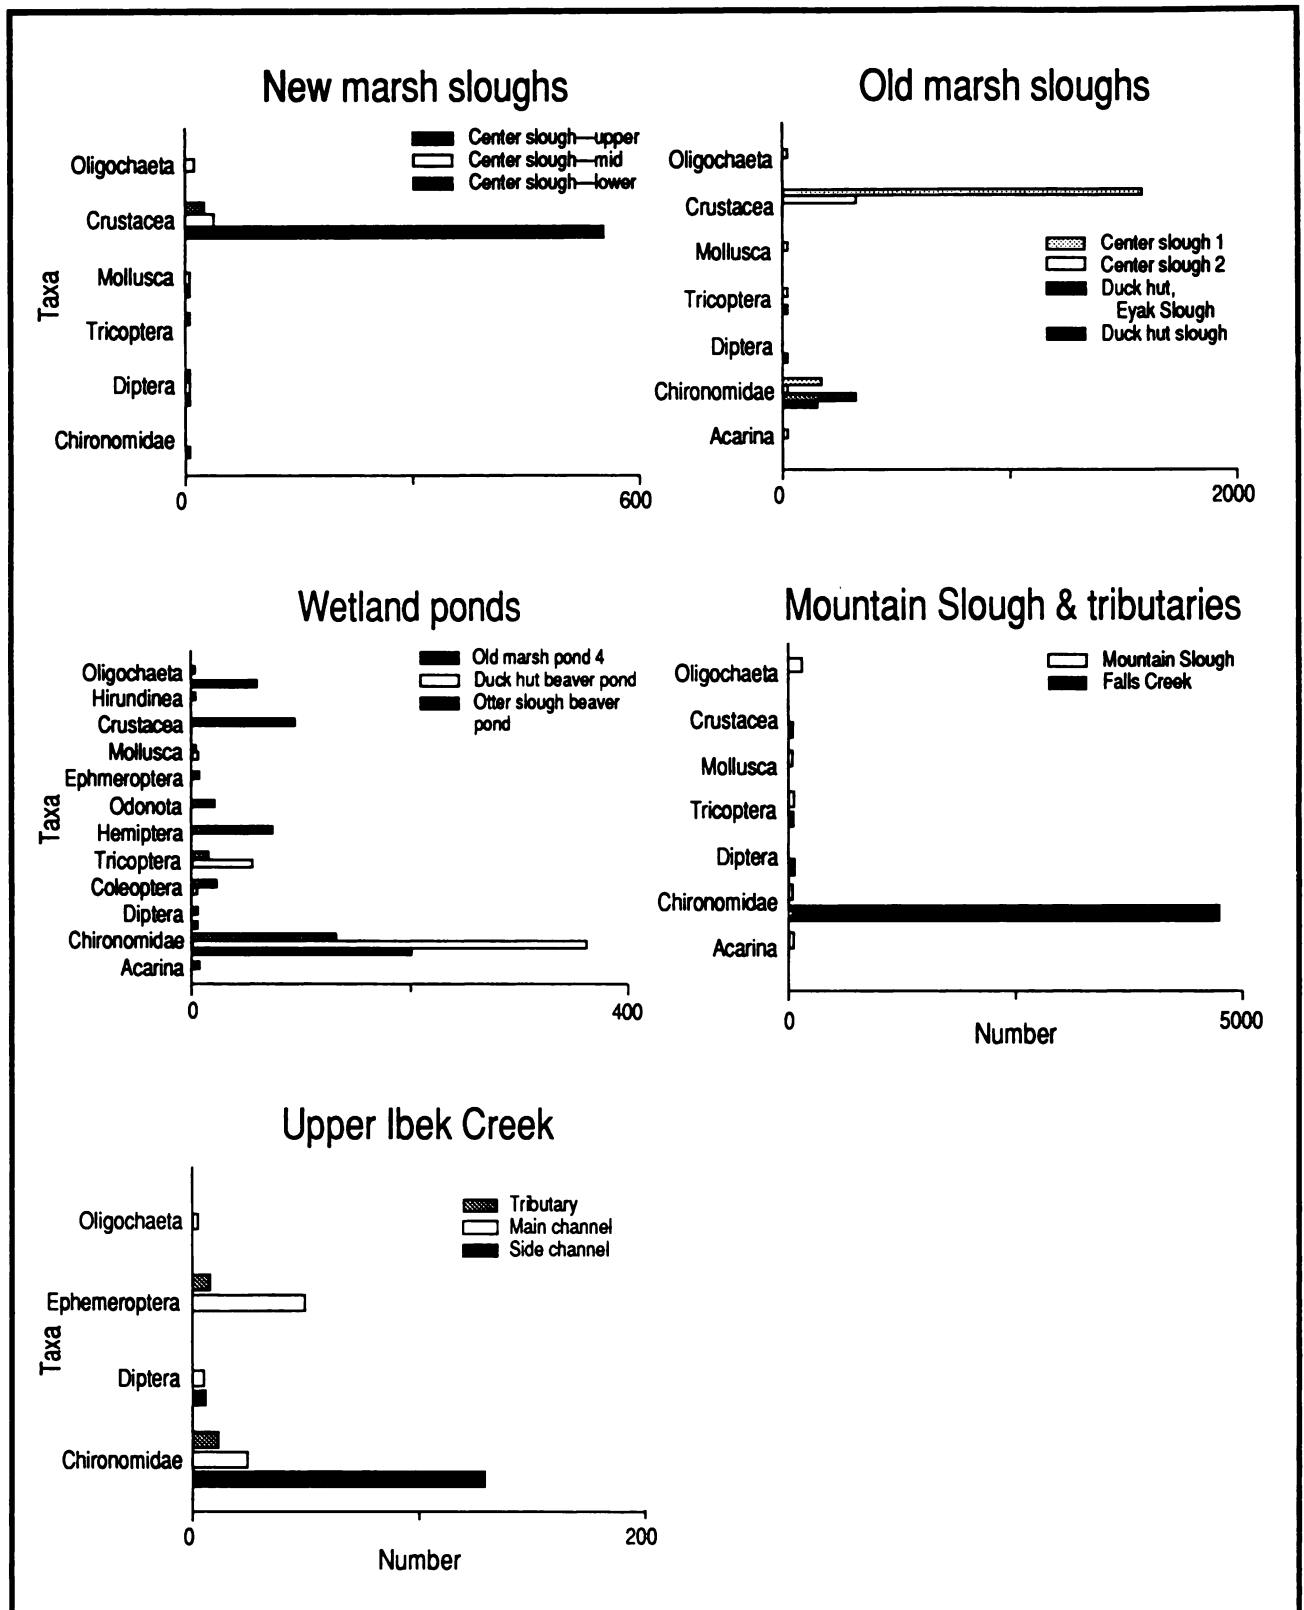 New marsh sloughs
Center slough—upper
Center slough—mid
Center slough—lower
Taxa
Oligochaeta
Crustacea
Mollusca
Tricoptera
Diptera
Chironomidae
0
600
Old marsh sloughs
Center slough 1
Center slough 2
Duck hut,
Eyak Slough
Duck hut slough
Oligochaeta
Crustacea
Mollusca
Tricoptera
Diptera
Chironomidae
Acarina
0
2000
Wetland ponds
Old marsh pond 4
Duck hut beaver pond
Otter slough beaver
pond
Taxa
Oligochaeta
Hirundinea
Crustacea
Mollusca
Ephmeroptera
Odonota
Hemiptera
Tricoptera
Coleoptera
Diptera
Chironomidae
Acarina
0
400
Mountain Slough & tributaries
Mountain Slough
Falls Creek
Oligochaeta
Crustacea
Mollusca
Tricoptera
Diptera
Chironomidae
Acarina
0
5000
Number
Upper Ibek Creek
Tributary
Main channel
Side channel
Taxa
Oligochaeta
Ephemeroptera
Diptera
Chironomidae
0
200
Number